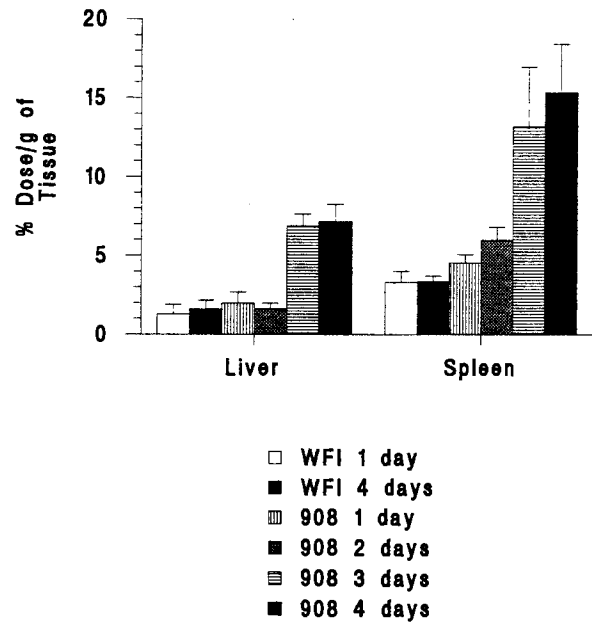 20
15
10
5
0
% Dose/g of
Tissue
Liver
Spleen
WFI 1 day
WFI 4 days
908 1 day
908 2 days
908 3 days
908 4 days